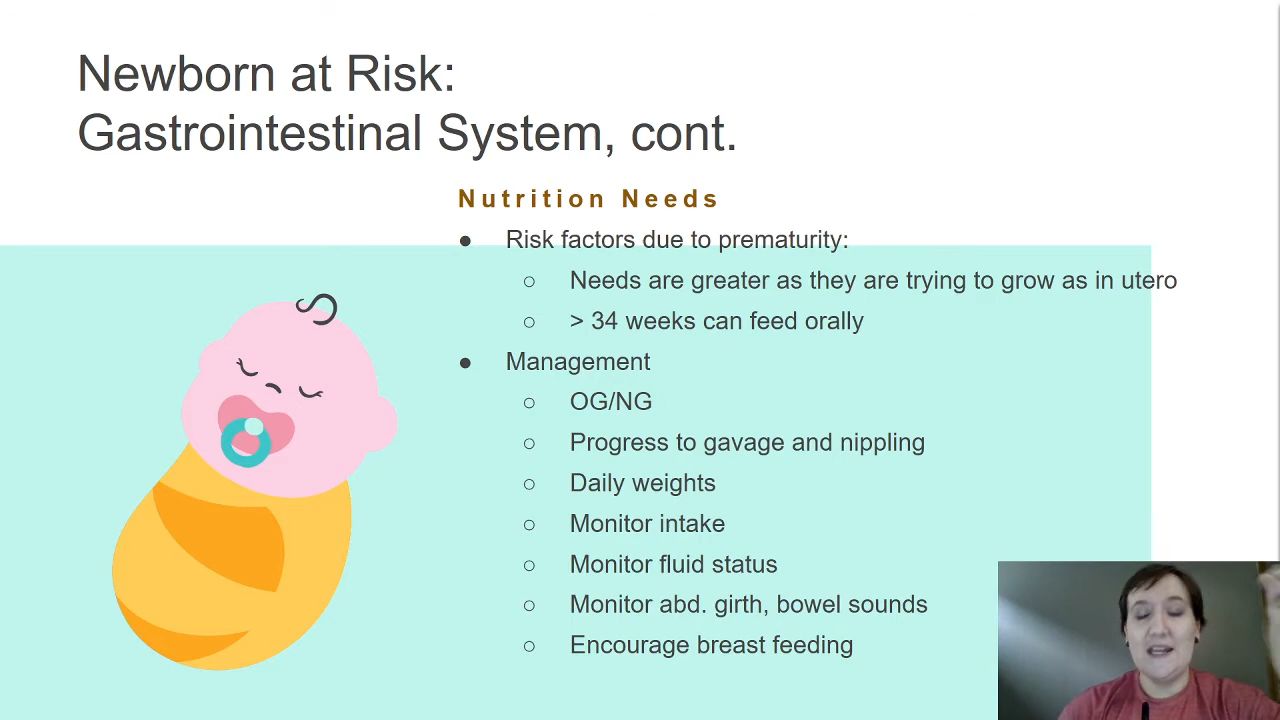 Newborn at Risk:
Gastrointestinal System, cont.
Nutrition Needs
● Risk factors due to prematurity:
○ Needs are greater as they are trying to grow as in utero
○ > 34 weeks can feed orally
● Management
○ OG/NG
○ Progress to gavage and nippling
○ Daily weights
○ Monitor intake
○ Monitor fluid status
○ Monitor abd. girth, bowel sounds
○ Encourage breast feeding